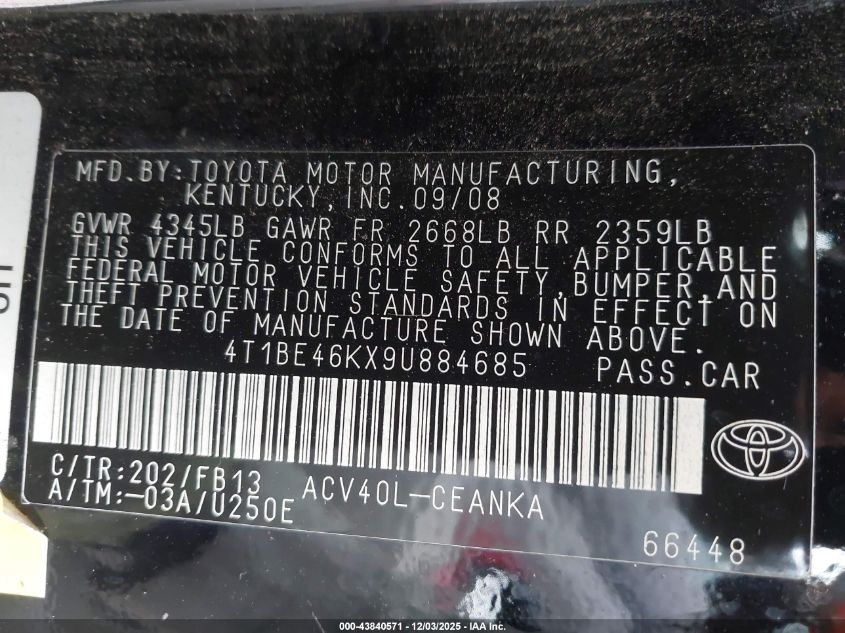 MFD.BY:TOYOTA MOTOR MANUFACTURING,
KENTUCKY,INC.09/08
GVWR 4345LB GAWR FR 2668LB RR 2359LB
THIS VEHICLE CONFORMS TO ALL APPLICABLE
FEDERAL MOTOR VEHICLE SAFETY,BUMPER,AND
THEFT PREVENTION STANDARDS IN EFFECT ON
THE DATE OF MANUFACTURE SHOWN ABOVE.
4T1BE46KX9U884685 PASS.CAR
C/TR:202/FB13 ACV40L-CEANKA
A/TM:-03A/U250E
66448
000-43840571 - 12/03/2025 - IAA Inc.